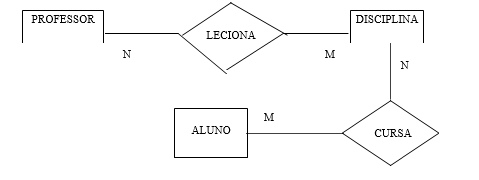 PROFESSOR
LECIONA
DISCIPLINA
N
M
N
ALUNO
M
CURSA